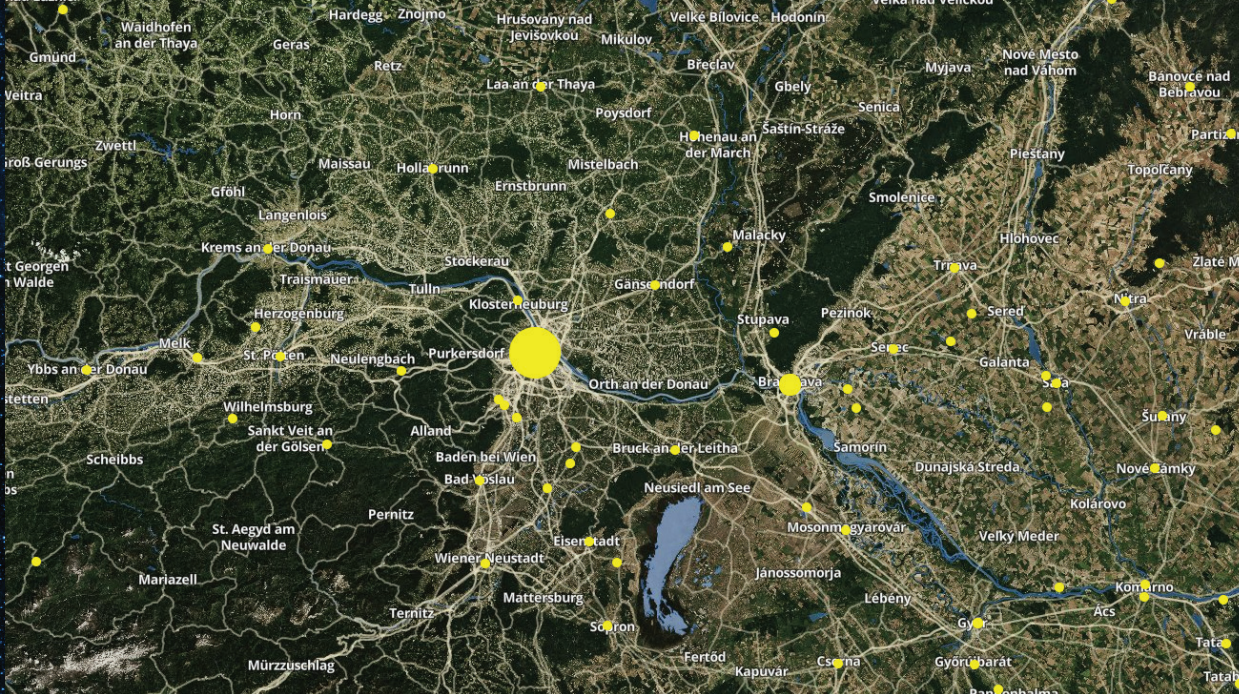 Hardegg
Znojmo
Hrušovany nad
Jevišovkou
Velké Bílovice
Hodonín
Waidhofen
an der Thaya
Mikulov
Geras
Gmünd
Retz
Břeclav
Myjava
Nové Mesto
nad Váhom
Bánovce nad
Bebravou
Laa an der Thaya
Gbely
Horn
Poysdorf
Senica
Šaštín-Stráže
Zwettl
Hohenau an
der March
Partizá
Groß Gerungs
Maissau
Hollabrunn
Mistelbach
Piešťany
Topoľčany
Gföhl
Ernstbrunn
Smolenice
Langenlois
Malacky
Hlohovec
Krems an der Donau
Stockerau
Trnava
Zlaté M
t Georgen
n Walde
Traismauer
Tulln
Gänserndorf
Klosterneuburg
Nitra
Herzogenburg
Stupava
Pezinok
Sereď
Vráble
Melk
St. Pölten
Neulengbach
Purkersdorf
Senec
Galanta
Ybbs an der Donau
Orth an der Donau
Bratislava
Šaľa
stetten
Wilhelmsburg
Šurany
Sankt Veit an
der Gölsen
Alland
Bruck an der Leitha
Šamorín
Scheibbs
Baden bei Wien
Dunajská Streda
Nové Zámky
Bad Vöslau
Neusiedl am See
Kolárovo
Pernitz
St. Aegyd am
Neuwalde
Mosonmagyaróvár
Veľký Meder
Eisenstadt
Wiener Neustadt
Jánossomorja
Mariazell
Komárno
Mattersburg
Lébény
Ternitz
Ács
Sopron
Győr
Tata
Fertőd
Mürzzuschlag
Kapuvár
Csorna
Győrújbarát
Tatab
Pannonhalma